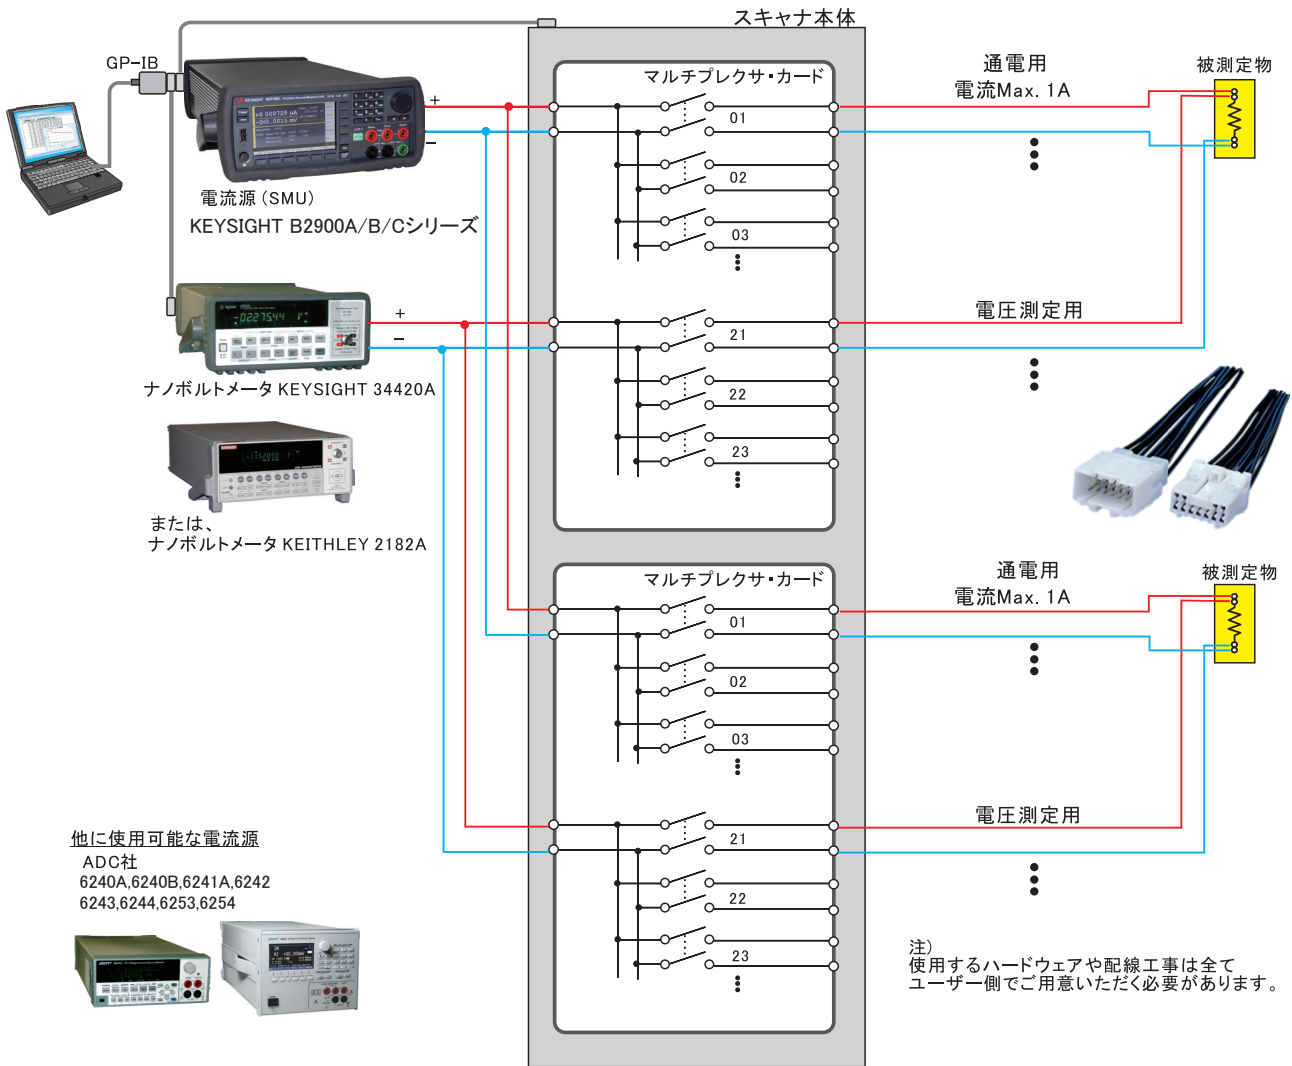 スキャナ本体
GP-IB
マルチプレクサ・カード
通電用
電流Max. 1A
被測定物
KEYSIGHT
+
−
01
02
03
電流源(SMU)
KEYSIGHT B2900A/B/Cシリーズ
電圧測定用
+
−
21
22
23
ナノボルトメータ KEYSIGHT 34420A
または、
ナノボルトメータ KEITHLEY 2182A
マルチプレクサ・カード
通電用
電流Max. 1A
被測定物
01
02
03
電圧測定用
21
22
23
他に使用可能な電流源
ADC社
6240A,6240B,6241A,6242
6243,6244,6253,6254
注)
使用するハードウェアや配線工事は全て
ユーザー側でご用意いただく必要があります。